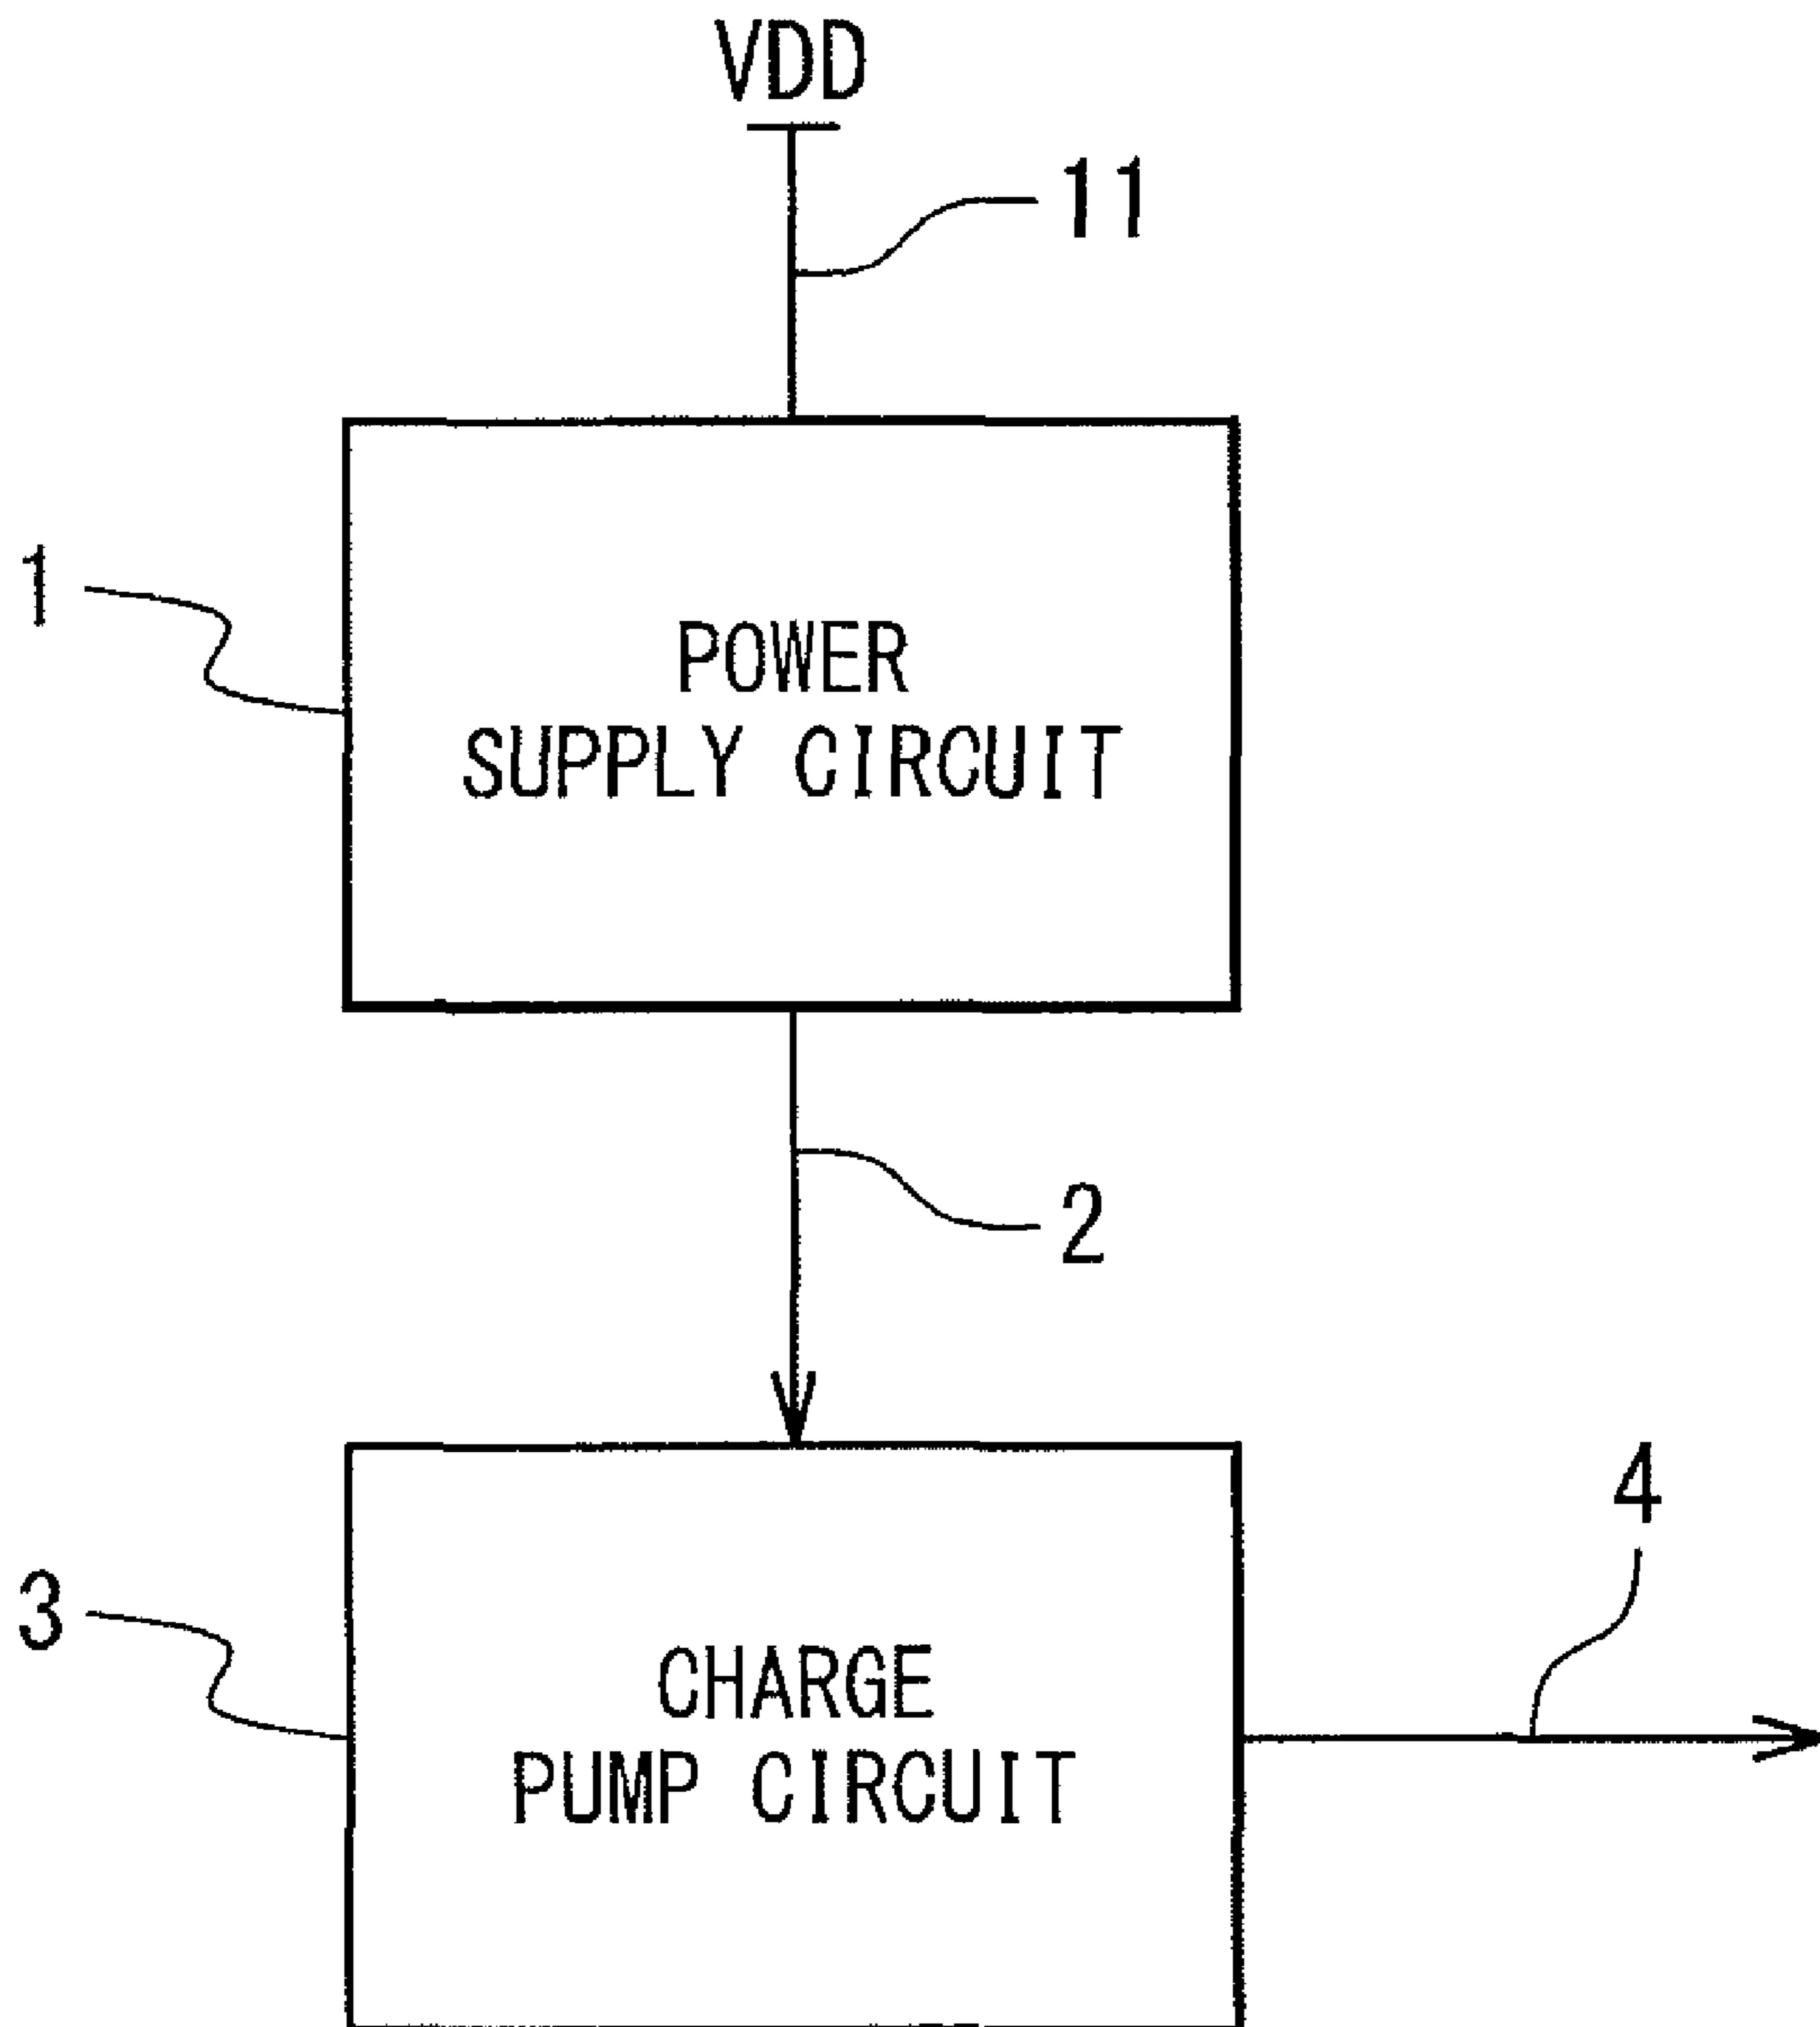 VDD
11
1
POWER
SUPPLY CIRCUIT
2
4
3
CHARGE
PUMP CIRCUIT